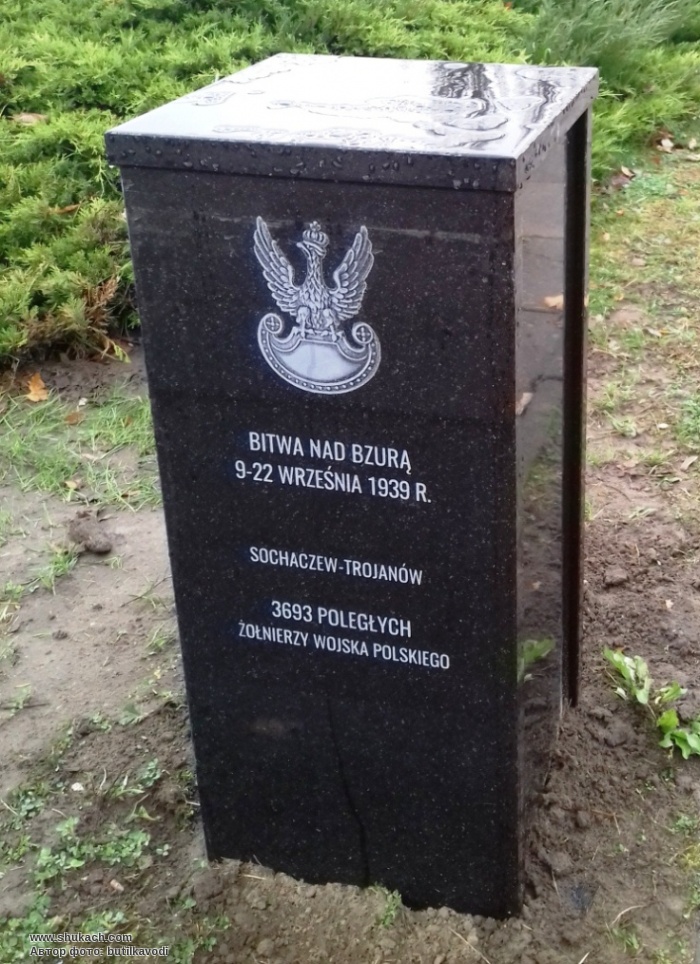 BITWA NAD BZURĄ
9-22 WRZEŚNIA 1939 R.
SOCHACZEW-TROJANÓW
3693 POLEGŁYCH
ŻOŁNIERZY WOJSKA POLSKIEGO
www.shukach.com
Автор фото: butilkavodi